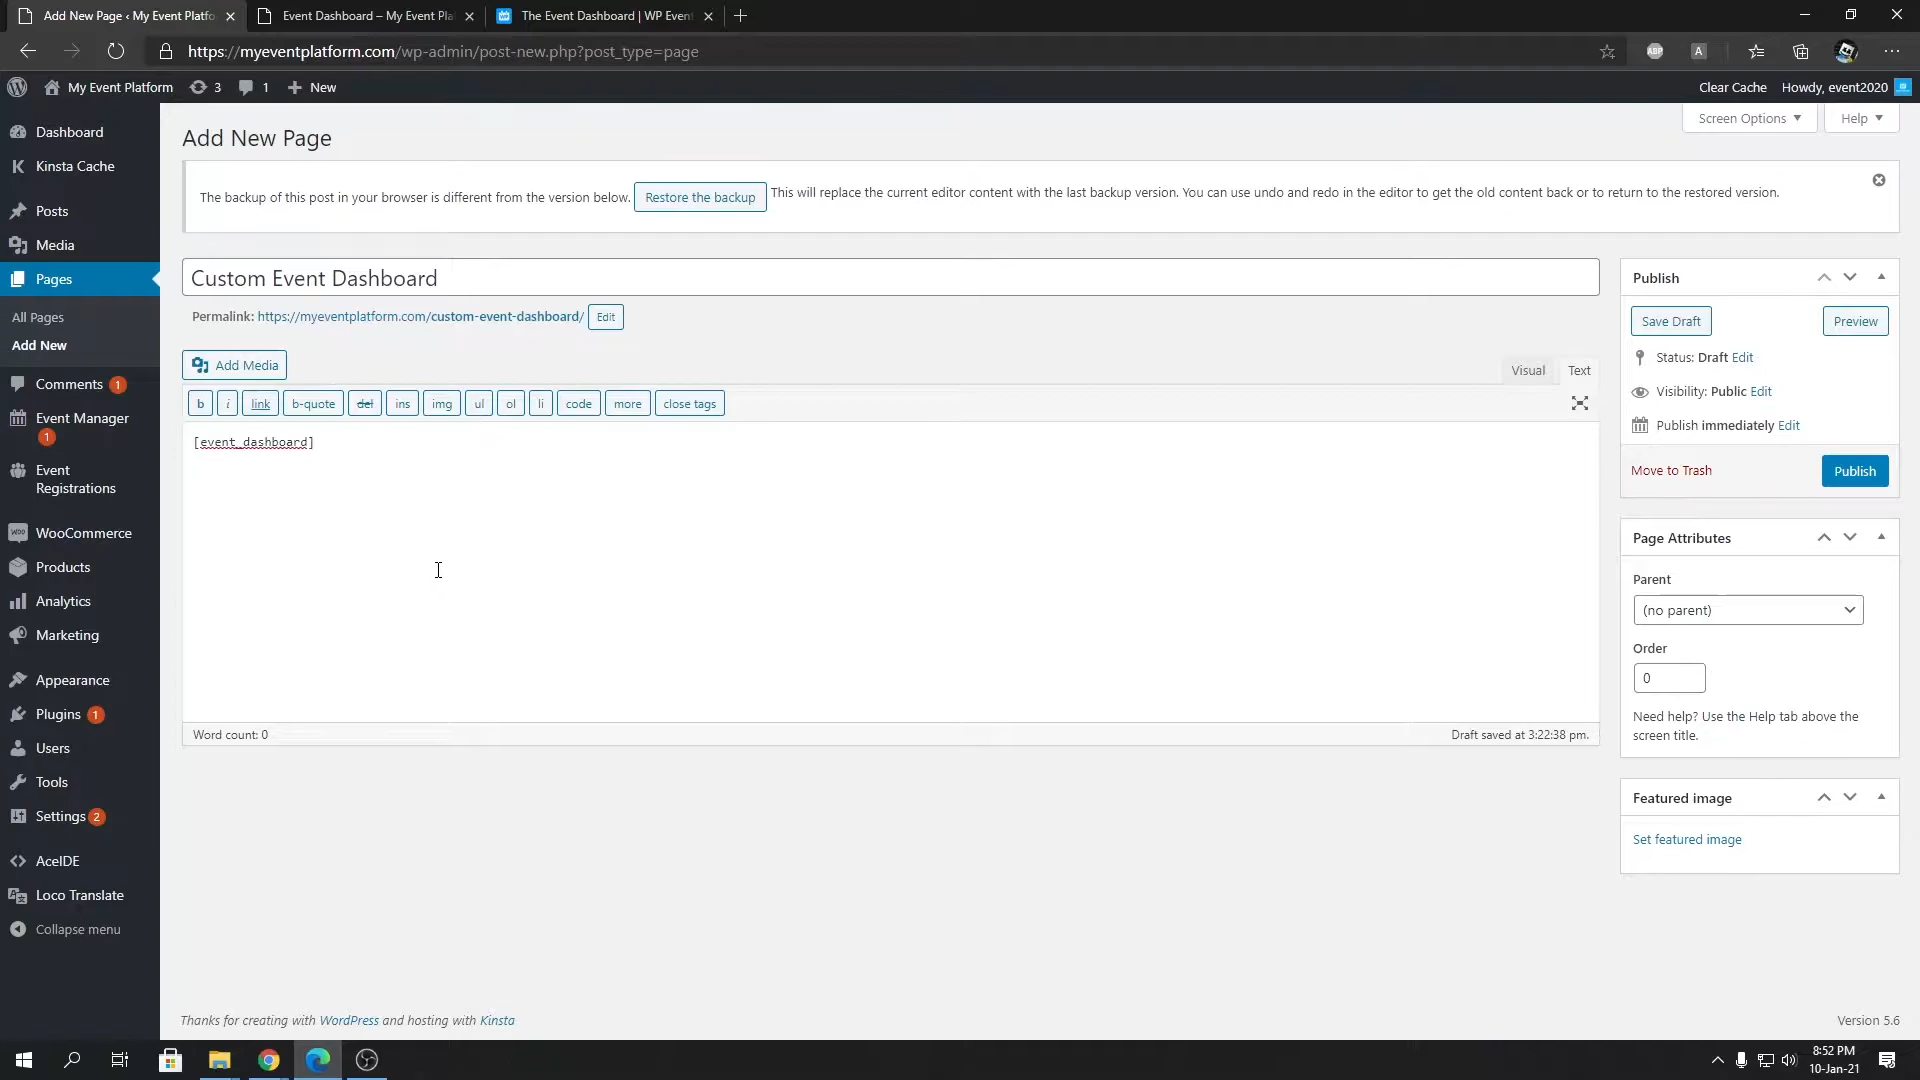 Add New Page ‹ My Event Platfo
Event Dashboard – My Event Pla
The Event Dashboard | WP Even
https://myeventplatform.com/wp-admin/post-new.php?post_type=page
ABP
A
My Event Platform
3
1
New
Clear Cache
Howdy, event2020
Dashboard
Kinsta Cache
Posts
Media
Pages
All Pages
Add New
Comments 1
Event Manager
1
Event
Registrations
WooCommerce
Products
Analytics
Marketing
Appearance
Plugins 1
Users
Tools
Settings 2
AceIDE
Loco Translate
Collapse menu
Screen Options
Help
Add New Page
The backup of this post in your browser is different from the version below. Restore the backup This will replace the current editor content with the last backup version. You can use undo and redo in the editor to get the old content back or to return to the restored version.
Custom Event Dashboard
Permalink: https://myeventplatform.com/custom-event-dashboard/ Edit
Add Media
Visual
Text
b
i
link
b-quote
del
ins
img
ul
ol
li
code
more
close tags
[event_dashboard]
Word count: 0
Draft saved at 3:22:38 pm.
Publish
Save Draft
Preview
Status: Draft Edit
Visibility: Public Edit
Publish immediately Edit
Move to Trash
Publish
Page Attributes
Parent
(no parent)
Order
0
Need help? Use the Help tab above the
screen title.
Featured image
Set featured image
Thanks for creating with WordPress and hosting with Kinsta
Version 5.6
8:52 PM
10-Jan-21